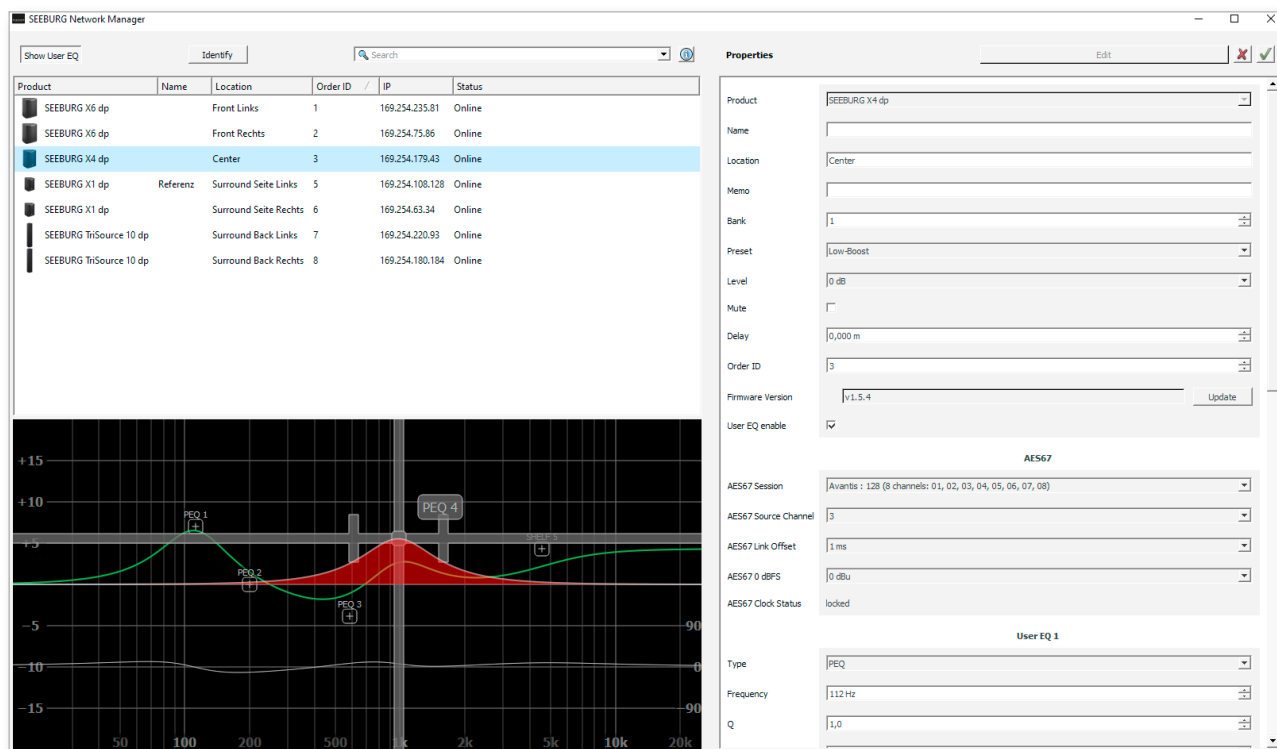 SEEBURG Network Manager
Show User EQ
Identify
Search
Properties
Edit
Product Name Location Order ID IP Status
SEEBURG X6 dp Front Links 1 169.254.235.81 Online
SEEBURG X6 dp Front Rechts 2 169.254.75.86 Online
SEEBURG X4 dp Center 3 169.254.179.43 Online
SEEBURG X1 dp Referenz Surround Seite Links 5 169.254.108.128 Online
SEEBURG X1 dp Surround Seite Rechts 6 169.254.63.34 Online
SEEBURG TriSource 10 dp Surround Back Links 7 169.254.220.93 Online
SEEBURG TriSource 10 dp Surround Back Rechts 8 169.254.180.184 Online
+15
+10
PEQ 1
PEQ 4
+5
SHELF 5
PEQ 2
PEQ 3
−5
−90
−10
0
−15
−90
50 100 200 500 1k 2k 5k 10k 20k
Product SEEBURG X4 dp
Name
Location Center
Memo
Bank 1
Preset Low-Boost
Level 0 dB
Mute
Delay 0,000 m
Order ID 3
Firmware Version v1.5.4 Update
User EQ enable
AES67
AES67 Session Avantis : 128 (8 channels: 01, 02, 03, 04, 05, 06, 07, 08)
AES67 Source Channel 3
AES67 Link Offset 1 ms
AES67 0 dBFS 0 dBu
AES67 Clock Status locked
User EQ 1
Type PEQ
Frequency 112 Hz
Q 1,0